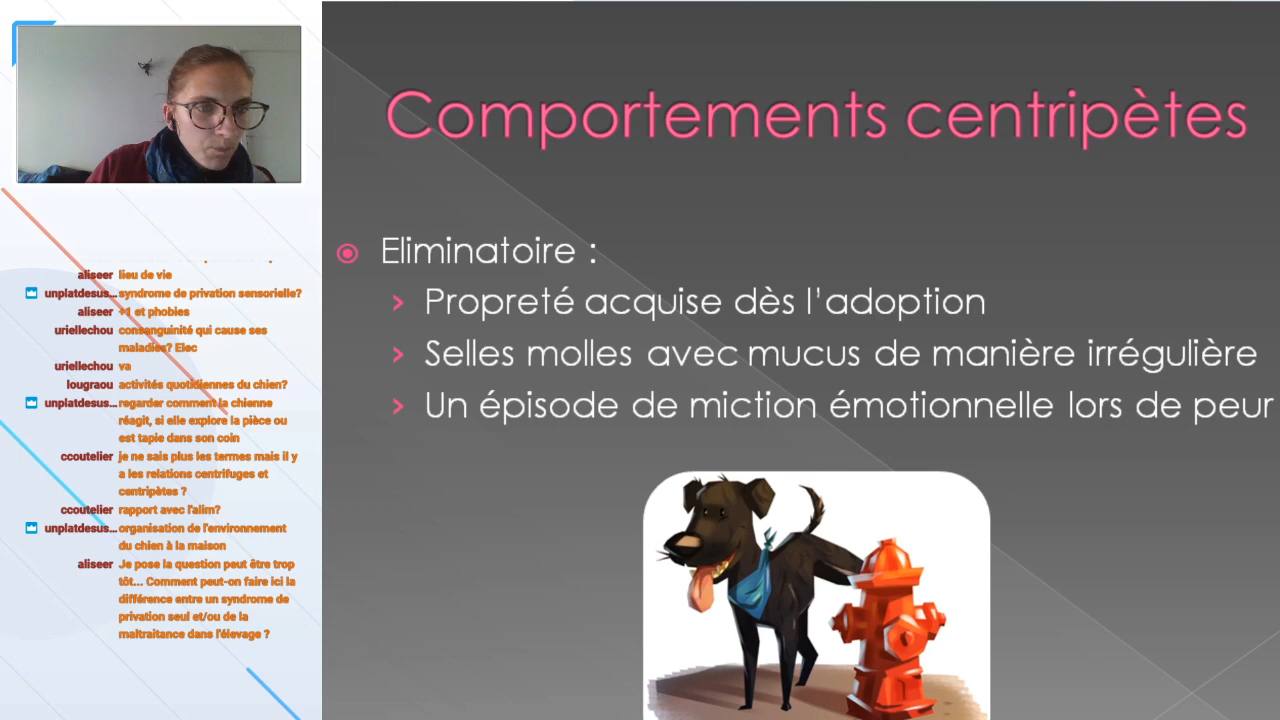 Comportements centripètes
Eliminatoire :
Propreté acquise dès l'adoption
Selles molles avec mucus de manière irrégulière
Un épisode de miction émotionnelle lors de peur
aliseer lieu de vie
unplatdesus... syndrome de privation sensorielle?
aliseer +1 et phobies
uriellechou consanguinité qui cause ses
maladies? Elec
uriellechou va
lougraou activités quotidiennes du chien?
unplatdesus... regarder comment la chienne
réagit, si elle explore la pièce ou
est tapie dans son coin
ccoutelier je ne sais plus les termes mais il y
a les relations centrifuges et
centripètes ?
ccoutelier rapport avec l'alim?
unplatdesus... organisation de l'environnement
du chien à la maison
aliseer Je pose la question peut être trop
tôt... Comment peut-on faire ici la
différence entre un syndrome de
privation seul et/ou de la
maltraitance dans l'élevage ?